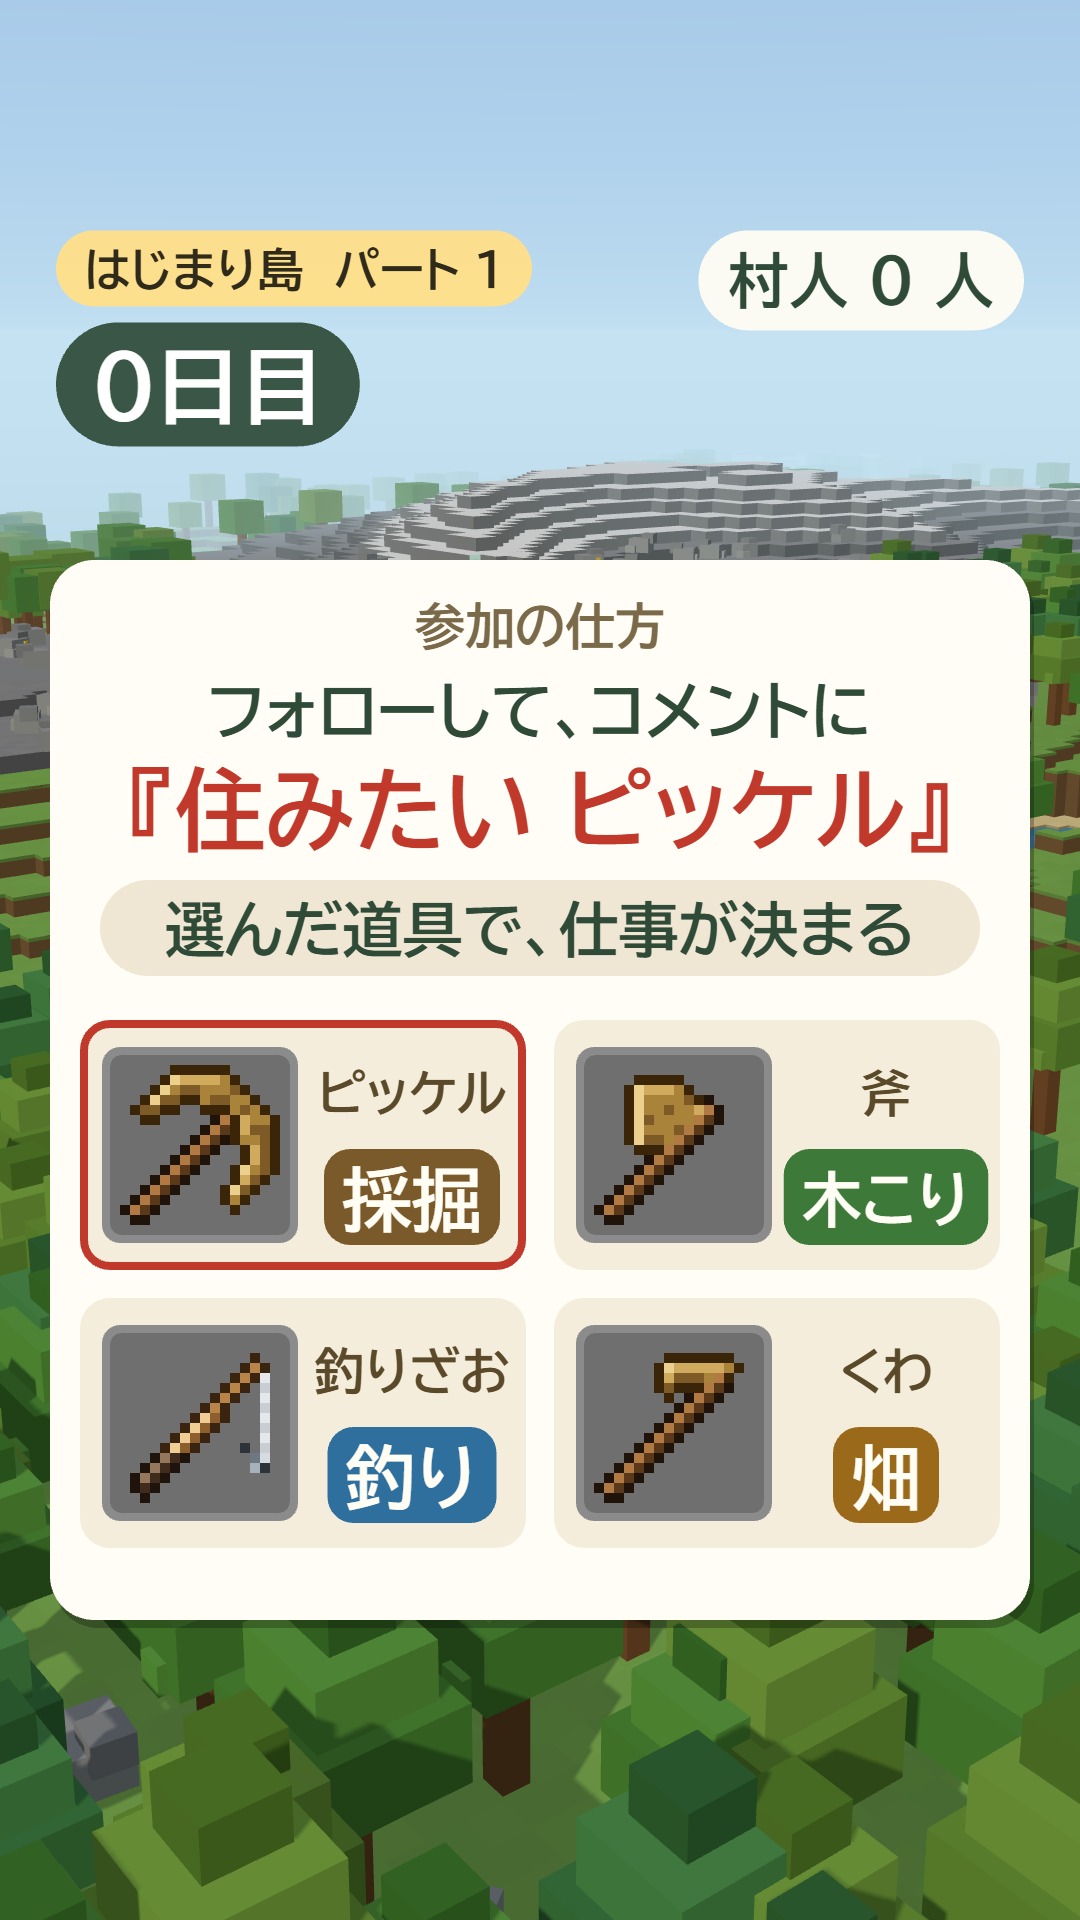 はじまり島 パート 1
村人 0 人
0日目
参加の仕方
フォローして、コメントに
『住みたい ピッケル』
選んだ道具で、仕事が決まる
ピッケル
採掘
斧
木こり
釣りざお
釣り
くわ
畑